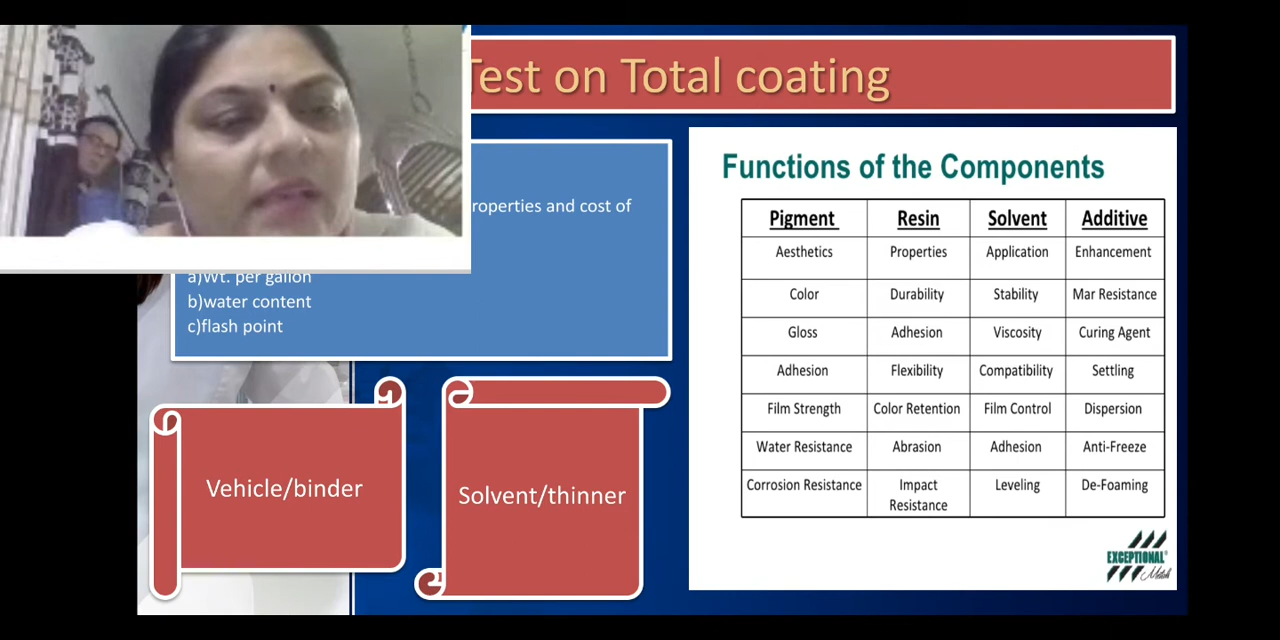 Test on Total coating
roperties and cost of
a)Wt. per gallon
b)water content
c)flash point
Vehicle/binder
Solvent/thinner
Functions of the Components
Pigment Resin Solvent Additive
Aesthetics Properties Application Enhancement
Color Durability Stability Mar Resistance
Gloss Adhesion Viscosity Curing Agent
Adhesion Flexibility Compatibility Settling
Film Strength Color Retention Film Control Dispersion
Water Resistance Abrasion Adhesion Anti-Freeze
Corrosion Resistance Impact Leveling De-Foaming
Resistance
EXCEPTIONAL
Metals